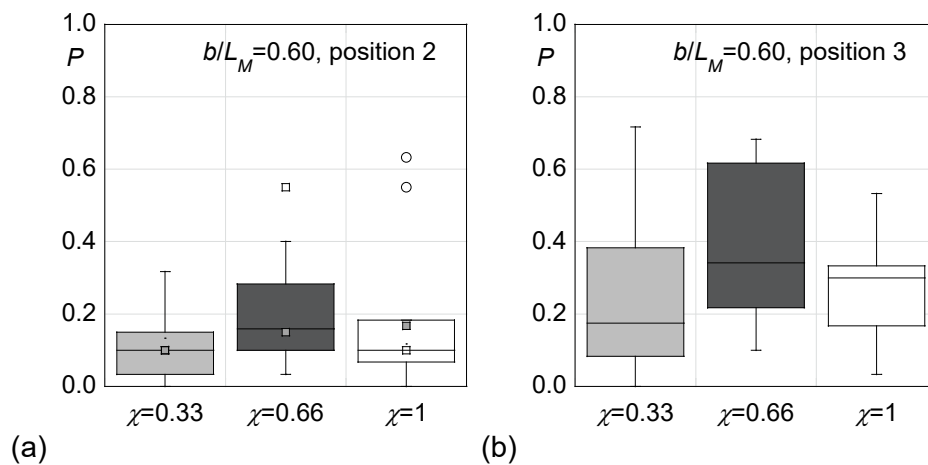 1.0
P
0.8
0.6
0.4
0.2
0.0
b/L_M=0.60, position 2
χ=0.33
χ=0.66
χ=1
(a)
1.0
P
0.8
0.6
0.4
0.2
0.0
b/L_M=0.60, position 3
χ=0.33
χ=0.66
χ=1
(b)